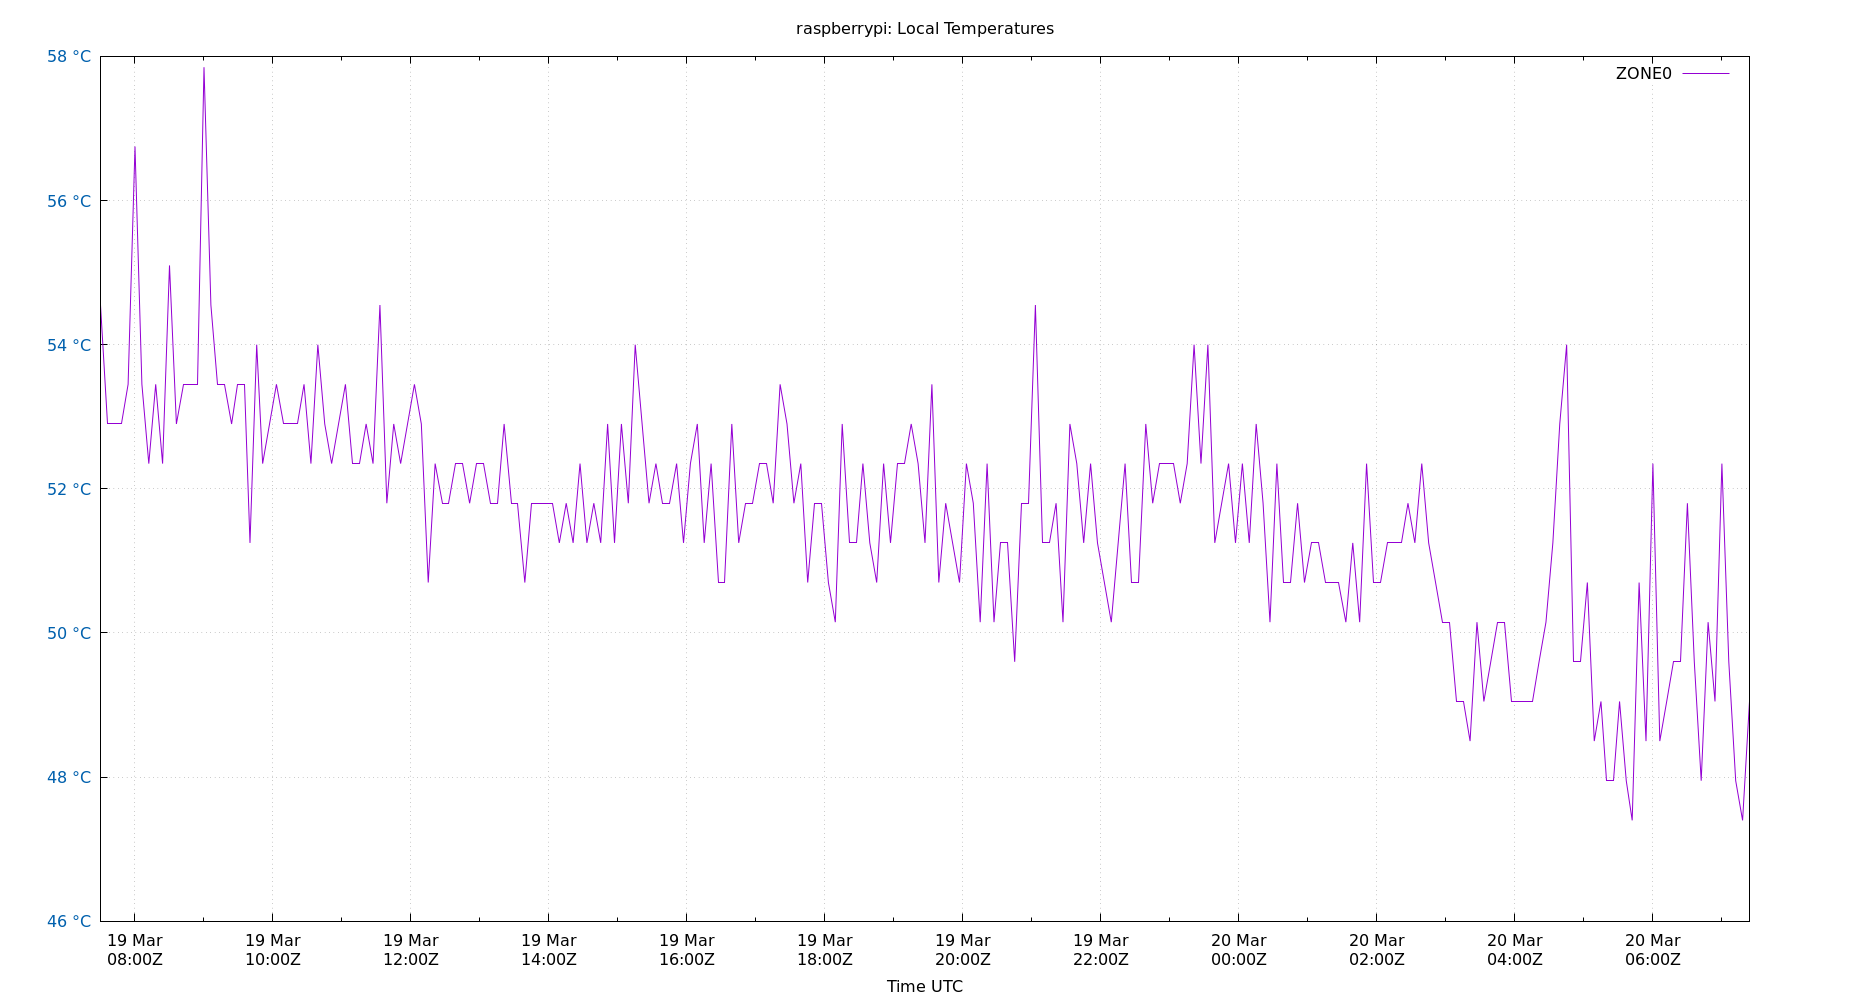 raspberrypi: Local Temperatures
58 °C
ZONE0
56 °C
54 °C
52 °C
50 °C
48 °C
46 °C
19 Mar 19 Mar 19 Mar 19 Mar 19 Mar 19 Mar 19 Mar 19 Mar 20 Mar 20 Mar 20 Mar 20 Mar
08:00Z 10:00Z 12:00Z 14:00Z 16:00Z 18:00Z 20:00Z 22:00Z 00:00Z 02:00Z 04:00Z 06:00Z
Time UTC